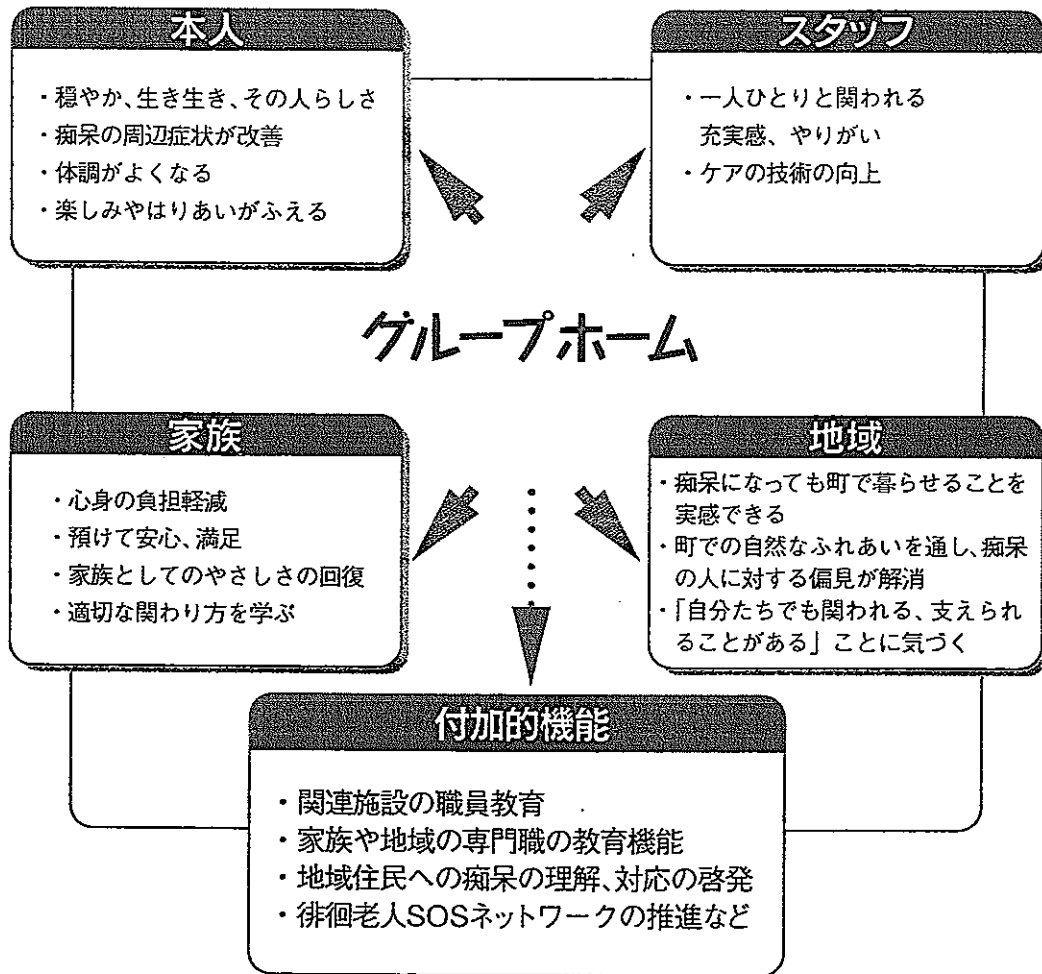 本人
・穏やか、生き生き、その人らしさ
・痴呆の周辺症状が改善
・体調がよくなる
・楽しみやはりあいがふえる
スタッフ
・一人ひとりと関われる
充実感、やりがい
・ケアの技術の向上
グループホーム
家族
・心身の負担軽減
・預けて安心、満足
・家族としてのやさしさの回復
・適切な関わり方を学ぶ
地域
・痴呆になっても町で暮らせることを
実感できる
・町での自然なふれあいを通し、痴呆
の人に対する偏見が解消
・「自分たちでも関われる、支えられ
ることがある」ことに気づく
付加的機能
・関連施設の職員教育
・家族や地域の専門職の教育機能
・地域住民への痴呆の理解、対応の啓発
・徘徊老人SOSネットワークの推進など